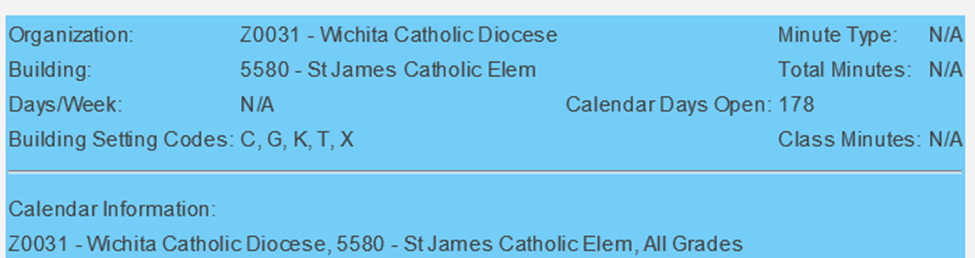 Organization: Z0031 - Wichita Catholic Diocese Minute Type: N/A
Building: 5580 - St James Catholic Elem Total Minutes: N/A
Days/Week: N/A Calendar Days Open: 178
Building Setting Codes: C, G, K, T, X Class Minutes: N/A
Calendar Information:
Z0031 - Wichita Catholic Diocese, 5580 - St James Catholic Elem, All Grades